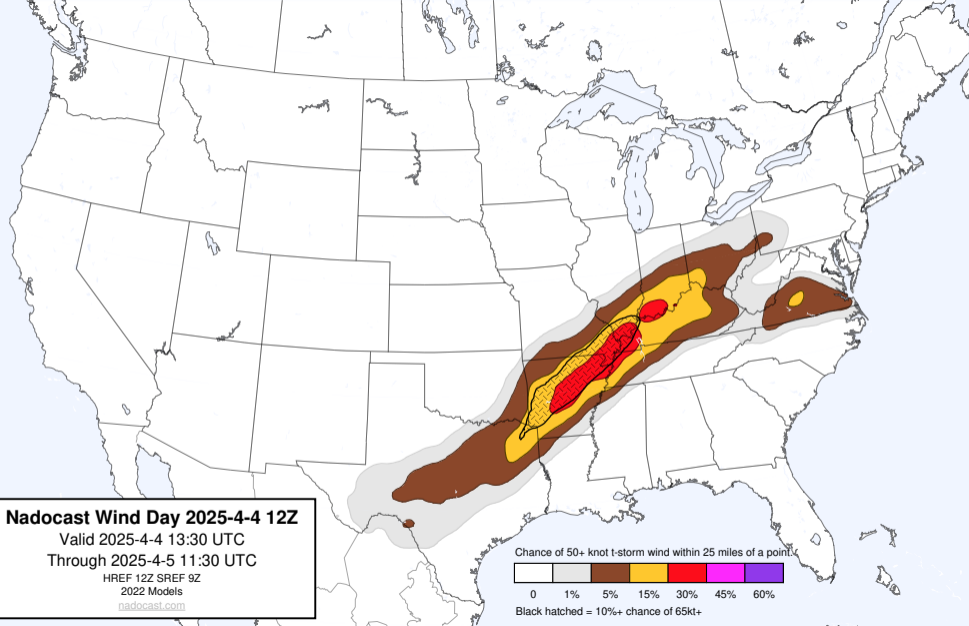 Nadocast Wind Day 2025-4-4 12Z
Valid 2025-4-4 13:30 UTC
Through 2025-4-5 11:30 UTC
HREF 12Z SREF 9Z
2022 Models
nadocast.com
Chance of 50+ knot t-storm wind within 25 miles of a point.
0 1% 5% 15% 30% 45% 60%
Black hatched = 10%+ chance of 65kt+